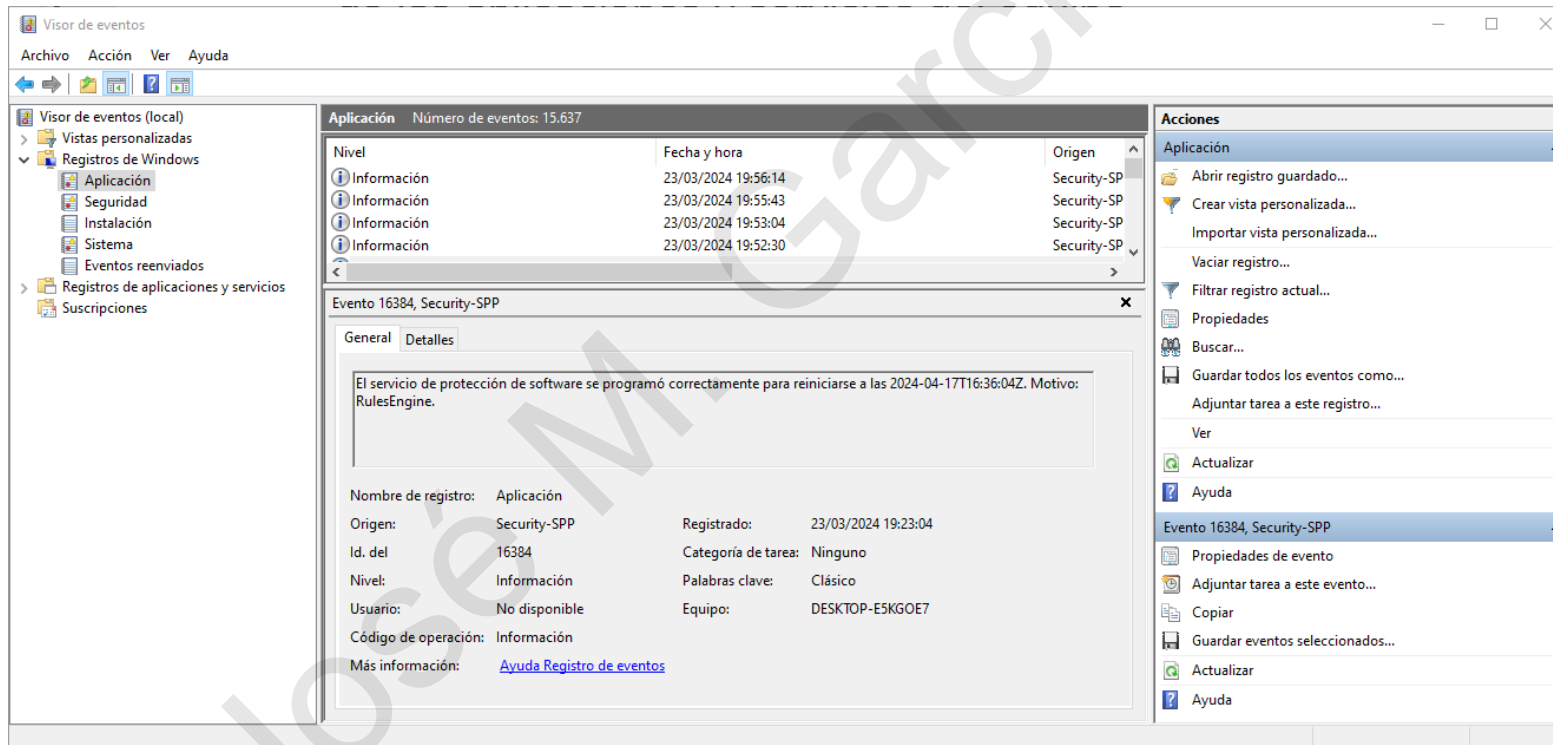 Visor de eventos
Archivo Acción Ver Ayuda
Visor de eventos (local)
Vistas personalizadas
Registros de Windows
Aplicación
Seguridad
Instalación
Sistema
Eventos reenviados
Registros de aplicaciones y servicios
Suscripciones
Aplicación Número de eventos: 15.637
Nivel Fecha y hora Origen
Información 23/03/2024 19:56:14 Security-SP
Información 23/03/2024 19:55:43 Security-SP
Información 23/03/2024 19:53:04 Security-SP
Información 23/03/2024 19:52:30 Security-SP
Evento 16384, Security-SPP
General Detalles
El servicio de protección de software se programó correctamente para reiniciarse a las 2024-04-17T16:36:04Z. Motivo:
RulesEngine.
Nombre de registro: Aplicación
Origen: Security-SPP Registrado: 23/03/2024 19:23:04
Id. del 16384 Categoría de tarea: Ninguno
Nivel: Información Palabras clave: Clásico
Usuario: No disponible Equipo: DESKTOP-E5KGOE7
Código de operación: Información
Más información: Ayuda Registro de eventos
Acciones
Aplicación
Abrir registro guardado...
Crear vista personalizada...
Importar vista personalizada...
Vaciar registro...
Filtrar registro actual...
Propiedades
Buscar...
Guardar todos los eventos como...
Adjuntar tarea a este registro...
Ver
Actualizar
Ayuda
Evento 16384, Security-SPP
Propiedades de evento
Adjuntar tarea a este evento...
Copiar
Guardar eventos seleccionados...
Actualizar
Ayuda
José M. Garc